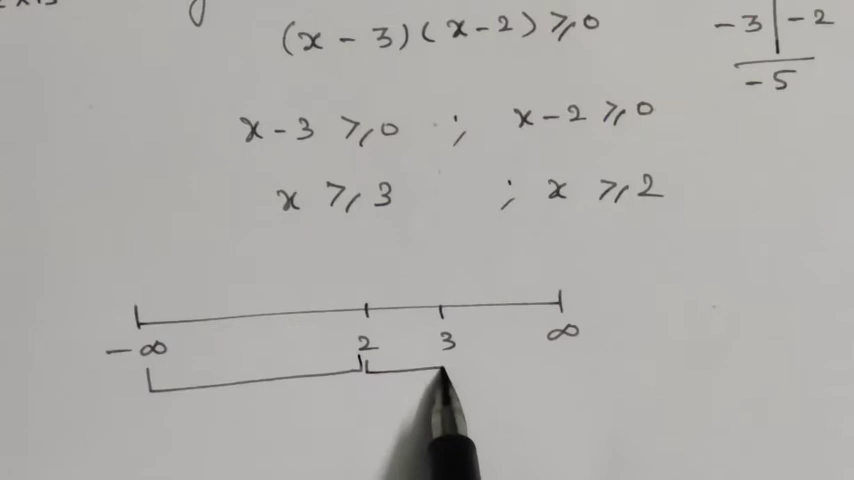 (x - 3)(x - 2) ≥ 0
-3 | -2
-5
x - 3 ≥ 0 ; x - 2 ≥ 0
x ≥ 3 ; x ≥ 2
-∞ 2 3 ∞